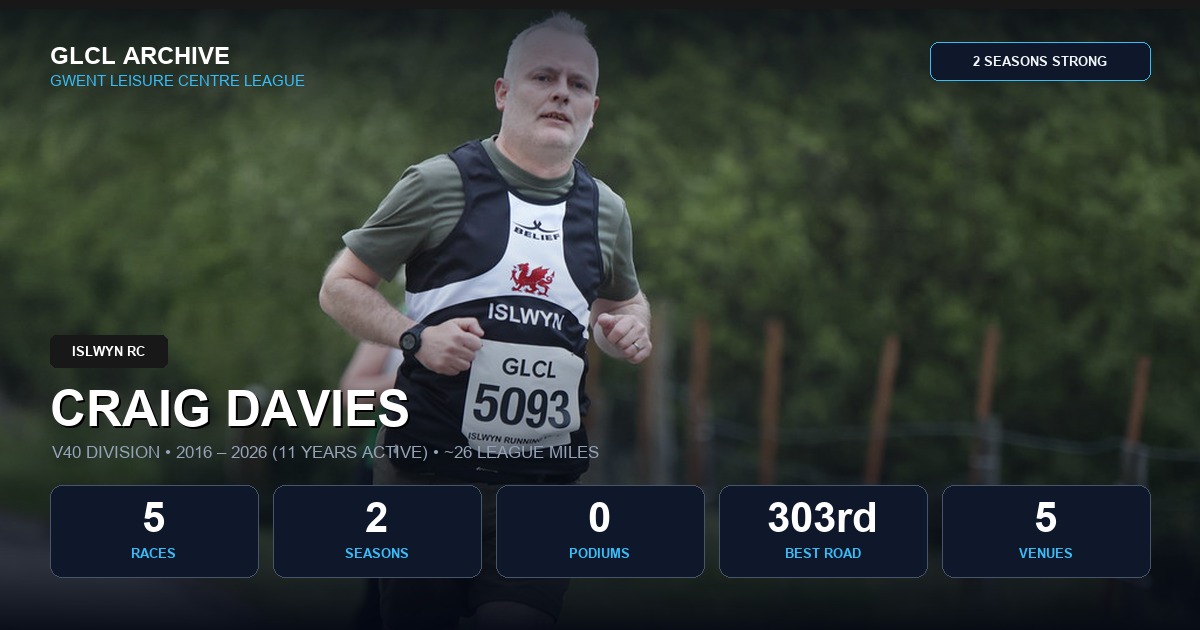 GLCL ARCHIVE
GWENT LEISURE CENTRE LEAGUE
2 SEASONS STRONG
BELIEF
ISLWYN
GLCL
5093
ISLWYN RUNNING
ISLWYN RC
CRAIG DAVIES
V40 DIVISION • 2016 – 2026 (11 YEARS ACTIVE) • ~26 LEAGUE MILES
5
RACES
2
SEASONS
0
PODIUMS
303rd
BEST ROAD
5
VENUES